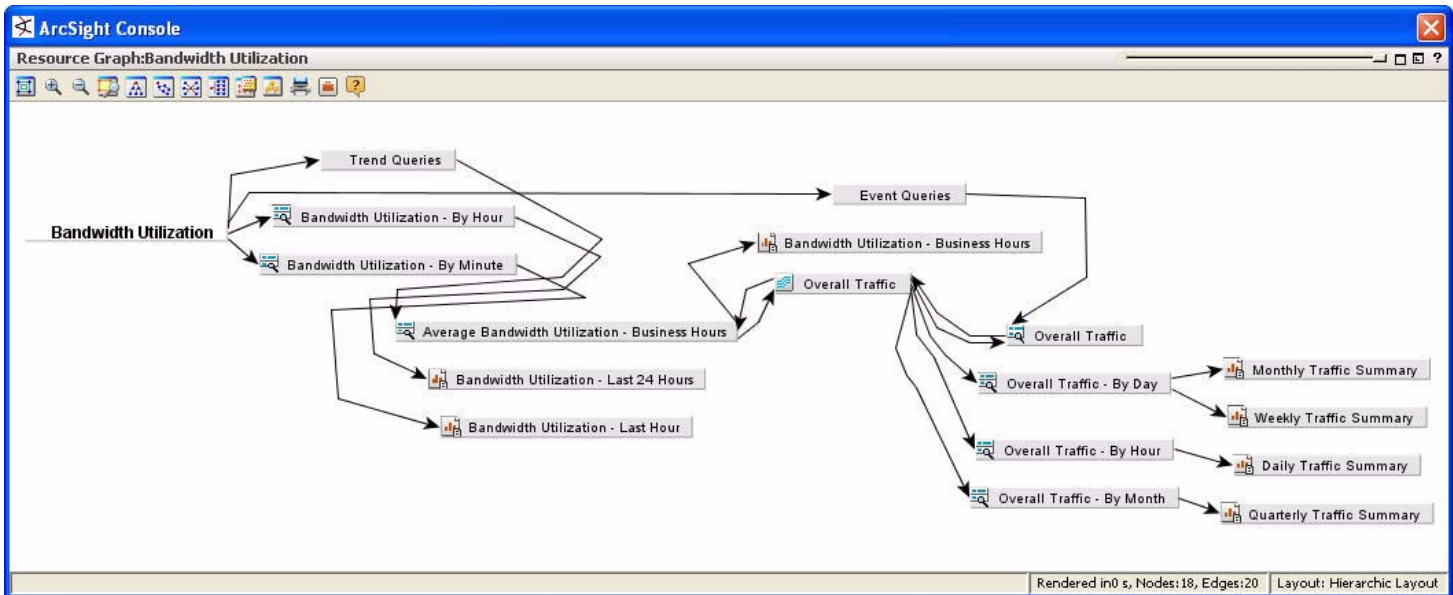 ArcSight Console
Resource Graph:Bandwidth Utilization
Trend Queries
Event Queries
Bandwidth Utilization - By Hour
Bandwidth Utilization
Bandwidth Utilization - Business Hours
Bandwidth Utilization - By Minute
Overall Traffic
Average Bandwidth Utilization - Business Hours
Overall Traffic
Bandwidth Utilization - Last 24 Hours
Overall Traffic - By Day
Monthly Traffic Summary
Weekly Traffic Summary
Bandwidth Utilization - Last Hour
Overall Traffic - By Hour
Daily Traffic Summary
Overall Traffic - By Month
Quarterly Traffic Summary
Rendered in0 s, Nodes:18, Edges:20
Layout: Hierarchic Layout